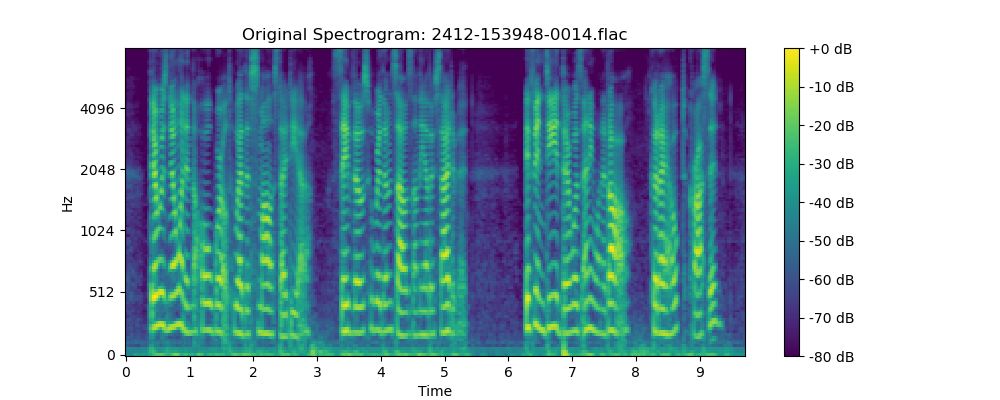 Original Spectrogram: 2412-153948-0014.flac
Hz
4096
2048
1024
512
0
0 1 2 3 4 5 6 7 8 9
Time
+0 dB
-10 dB
-20 dB
-30 dB
-40 dB
-50 dB
-60 dB
-70 dB
-80 dB